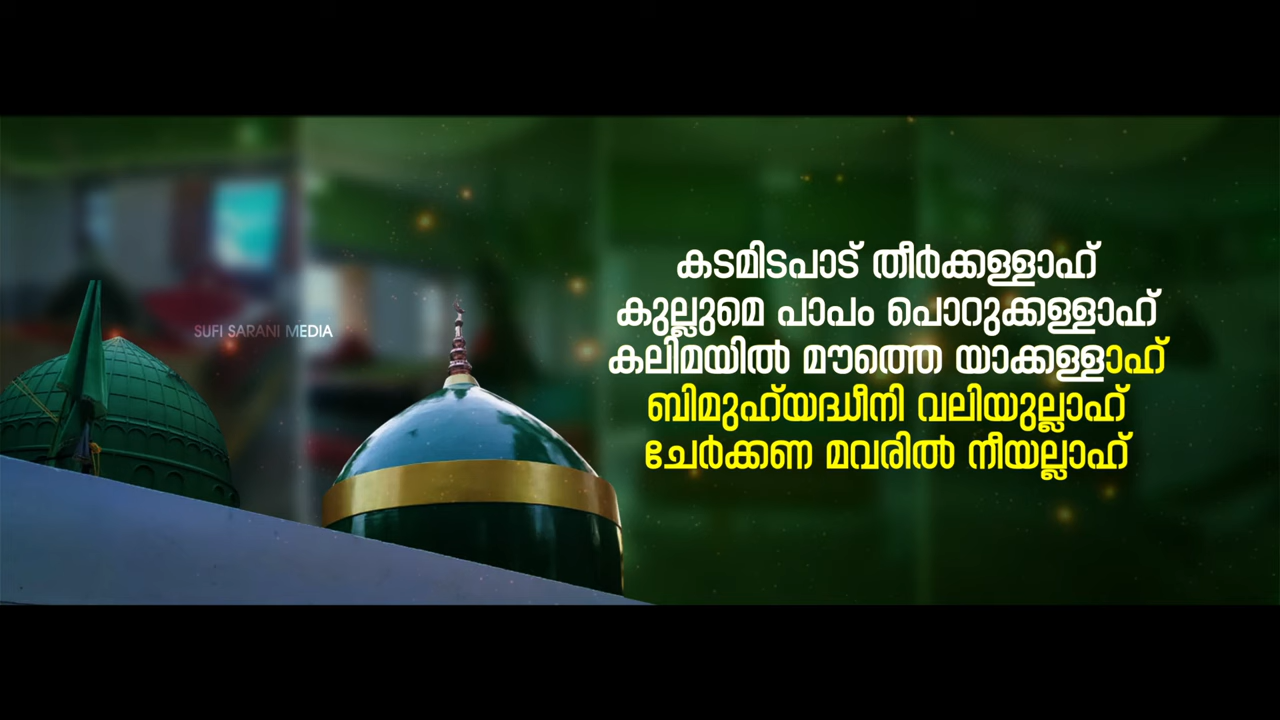 SUFI SARANI MEDIA
കടമിടപാട് തീർക്കള്ളാഹ്
കുല്ലുമെ പാപം പൊറുക്കള്ളാഹ്
കലിമയിൽ മൗത്തെ യാക്കള്ളാഹ്
ബിമുഹ്യദ്ധീനി വലിയുല്ലാഹ്
ചേർക്കണ മവരിൽ നീയല്ലാഹ്